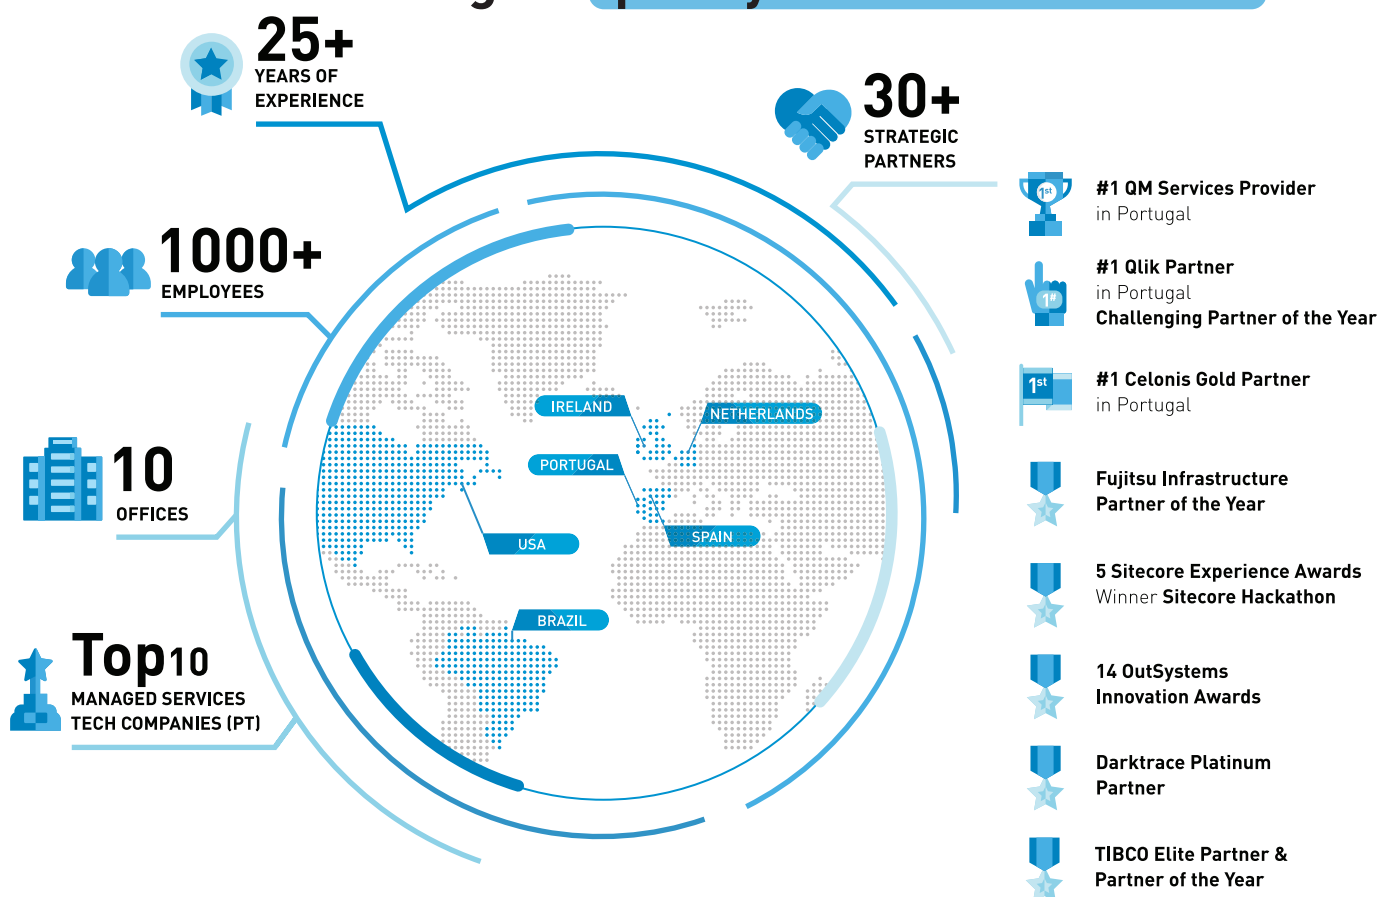 25+
YEARS OF
EXPERIENCE
30+
STRATEGIC
PARTNERS
1000+
EMPLOYEES
10
OFFICES
Top10
MANAGED SERVICES
TECH COMPANIES (PT)
IRELAND
NETHERLANDS
PORTUGAL
SPAIN
USA
BRAZIL
1st
#1 QM Services Provider
in Portugal
1#
#1 Qlik Partner
in Portugal
Challenging Partner of the Year
1st
#1 Celonis Gold Partner
in Portugal
Fujitsu Infrastructure
Partner of the Year
5 Sitecore Experience Awards
Winner Sitecore Hackathon
14 OutSystems
Innovation Awards
Darktrace Platinum
Partner
TIBCO Elite Partner &
Partner of the Year